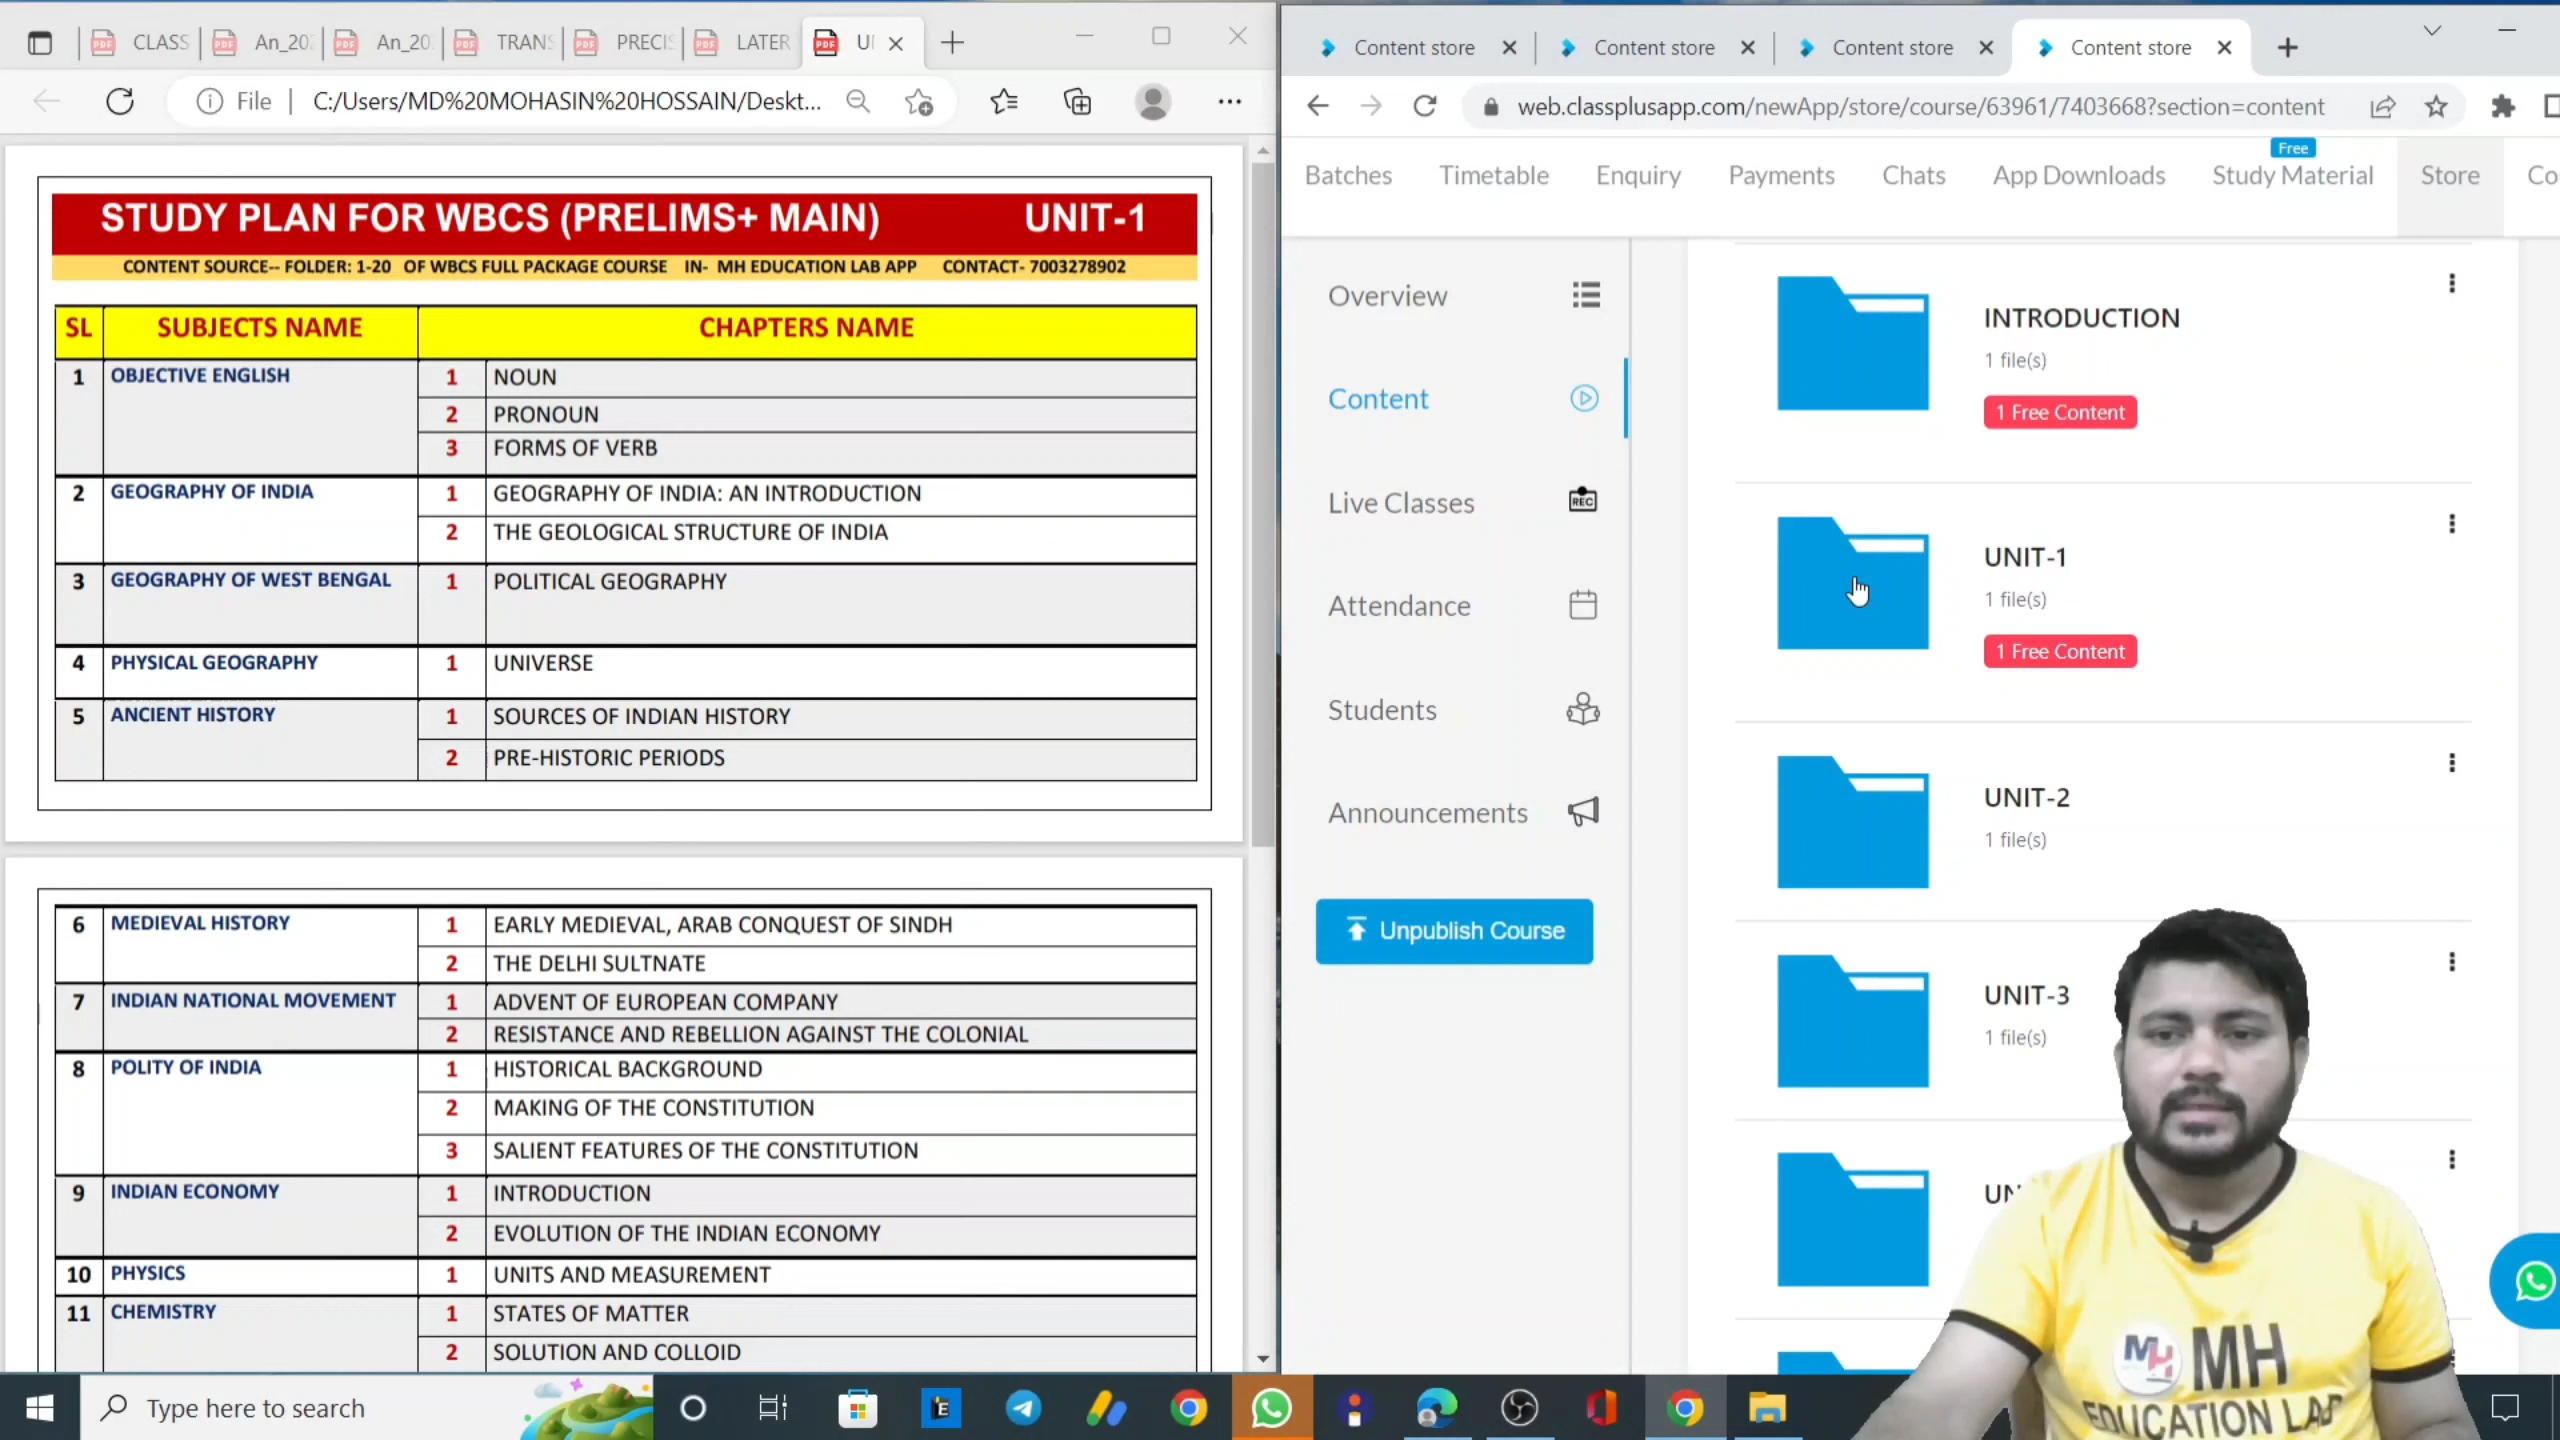 CLASS
An_20
An_20
TRANS
PRECIS
LATER
File
C:/Users/MD%20MOHASIN%20HOSSAIN/Deskt...
STUDY PLAN FOR WBCS (PRELIMS+ MAIN) UNIT-1
CONTENT SOURCE-- FOLDER: 1-20 OF WBCS FULL PACKAGE COURSE IN- MH EDUCATION LAB APP CONTACT- 7003278902
SL SUBJECTS NAME CHAPTERS NAME
1 OBJECTIVE ENGLISH 1 NOUN
2 PRONOUN
3 FORMS OF VERB
2 GEOGRAPHY OF INDIA 1 GEOGRAPHY OF INDIA: AN INTRODUCTION
2 THE GEOLOGICAL STRUCTURE OF INDIA
3 GEOGRAPHY OF WEST BENGAL 1 POLITICAL GEOGRAPHY
4 PHYSICAL GEOGRAPHY 1 UNIVERSE
5 ANCIENT HISTORY 1 SOURCES OF INDIAN HISTORY
2 PRE-HISTORIC PERIODS
6 MEDIEVAL HISTORY 1 EARLY MEDIEVAL, ARAB CONQUEST OF SINDH
2 THE DELHI SULTNATE
7 INDIAN NATIONAL MOVEMENT 1 ADVENT OF EUROPEAN COMPANY
2 RESISTANCE AND REBELLION AGAINST THE COLONIAL
8 POLITY OF INDIA 1 HISTORICAL BACKGROUND
2 MAKING OF THE CONSTITUTION
3 SALIENT FEATURES OF THE CONSTITUTION
9 INDIAN ECONOMY 1 INTRODUCTION
2 EVOLUTION OF THE INDIAN ECONOMY
10 PHYSICS 1 UNITS AND MEASUREMENT
11 CHEMISTRY 1 STATES OF MATTER
2 SOLUTION AND COLLOID
Type here to search
Content store
Content store
Content store
Content store
web.classplusapp.com/newApp/store/course/63961/7403668?section=content
Free
Batches Timetable Enquiry Payments Chats App Downloads Study Material Store Co
Overview
Content
Live Classes
REC
Attendance
Students
Announcements
Unpublish Course
INTRODUCTION
1 file(s)
1 Free Content
UNIT-1
1 file(s)
1 Free Content
UNIT-2
1 file(s)
UNIT-3
1 file(s)
MH MH
EDUCATION LAB